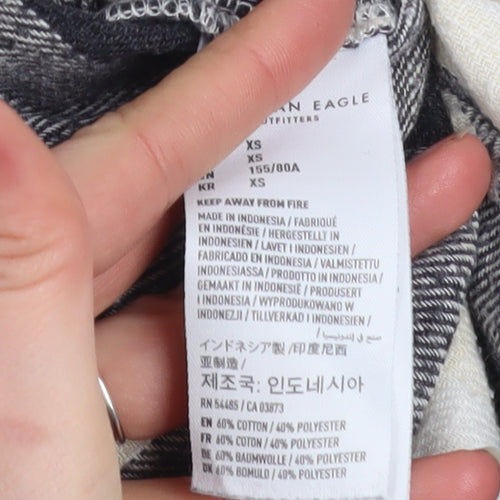 AN EAGLE
OUTFITTERS
XS
XS
155/80A
KR XS
KEEP AWAY FROM FIRE
MADE IN INDONESIA / FABRIQUÉ
EN INDONÉSIE / HERGESTELLT IN
INDONESIEN / LAVET I INDONESIEN /
FABRICADO EN INDONESIA / VALMISTETTU
INDONESIASSA / PRODOTTO IN INDONESIA /
GEMAAKT IN INDONESIË / PRODUSERT
I INDONESIA / WYPRODUKOWANO W
INDONEZJI / TILLVERKAD I INDONESIEN /
صنع في إندونيسيا /
インドネシア製 /印度尼西
亚制造 /
제조국: 인도네시아
RN 54485 / CA 03873
EN 60% COTTON / 40% POLYESTER
FR 60% COTON / 40% POLYESTER
DE 60% BAUMWOLLE / 40% POLYESTER
DK 60% BOMULD / 40% POLYESTER